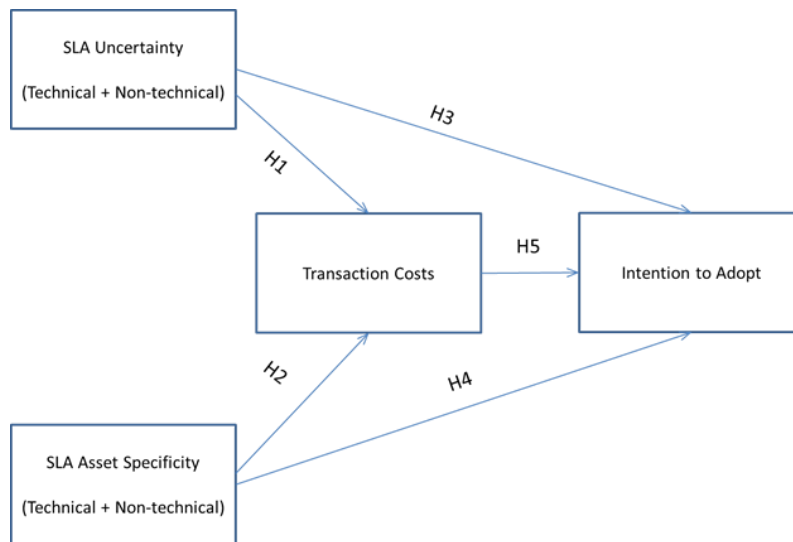 SLA Uncertainty
(Technical + Non-technical)
H3
H1
Transaction Costs
H5
Intention to Adopt
H2
H4
SLA Asset Specificity
(Technical + Non-technical)